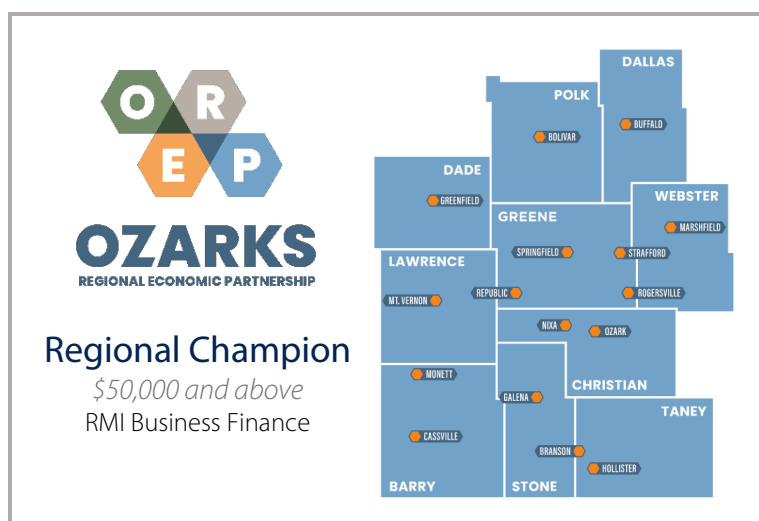 O R
E P
OZARKS
REGIONAL ECONOMIC PARTNERSHIP
Regional Champion
$50,000 and above
RMI Business Finance
DALLAS
POLK
BUFFALO
BOLIVAR
DADE
WEBSTER
GREENFIELD
GREENE
MARSHFIELD
SPRINGFIELD
STRAFFORD
LAWRENCE
REPUBLIC
ROGERSVILLE
MT. VERNON
NIXA
OZARK
MONETT
CHRISTIAN
GALENA
TANEY
CASSVILLE
BRANSON
HOLLISTER
BARRY
STONE